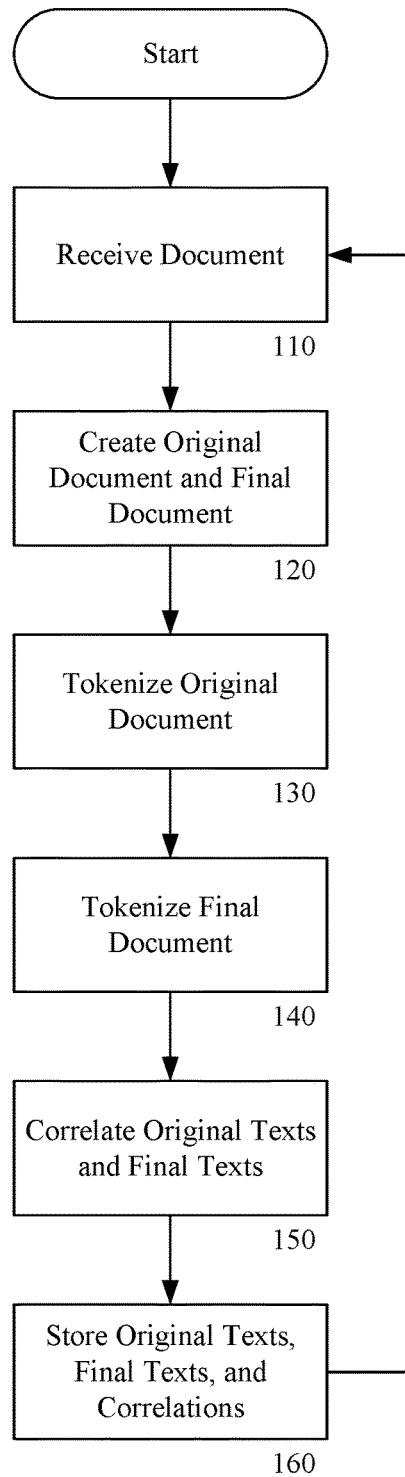 Start
Receive Document
110
Create Original
Document and Final
Document
120
Tokenize Original
Document
130
Tokenize Final
Document
140
Correlate Original Texts
and Final Texts
150
Store Original Texts,
Final Texts, and
Correlations
160